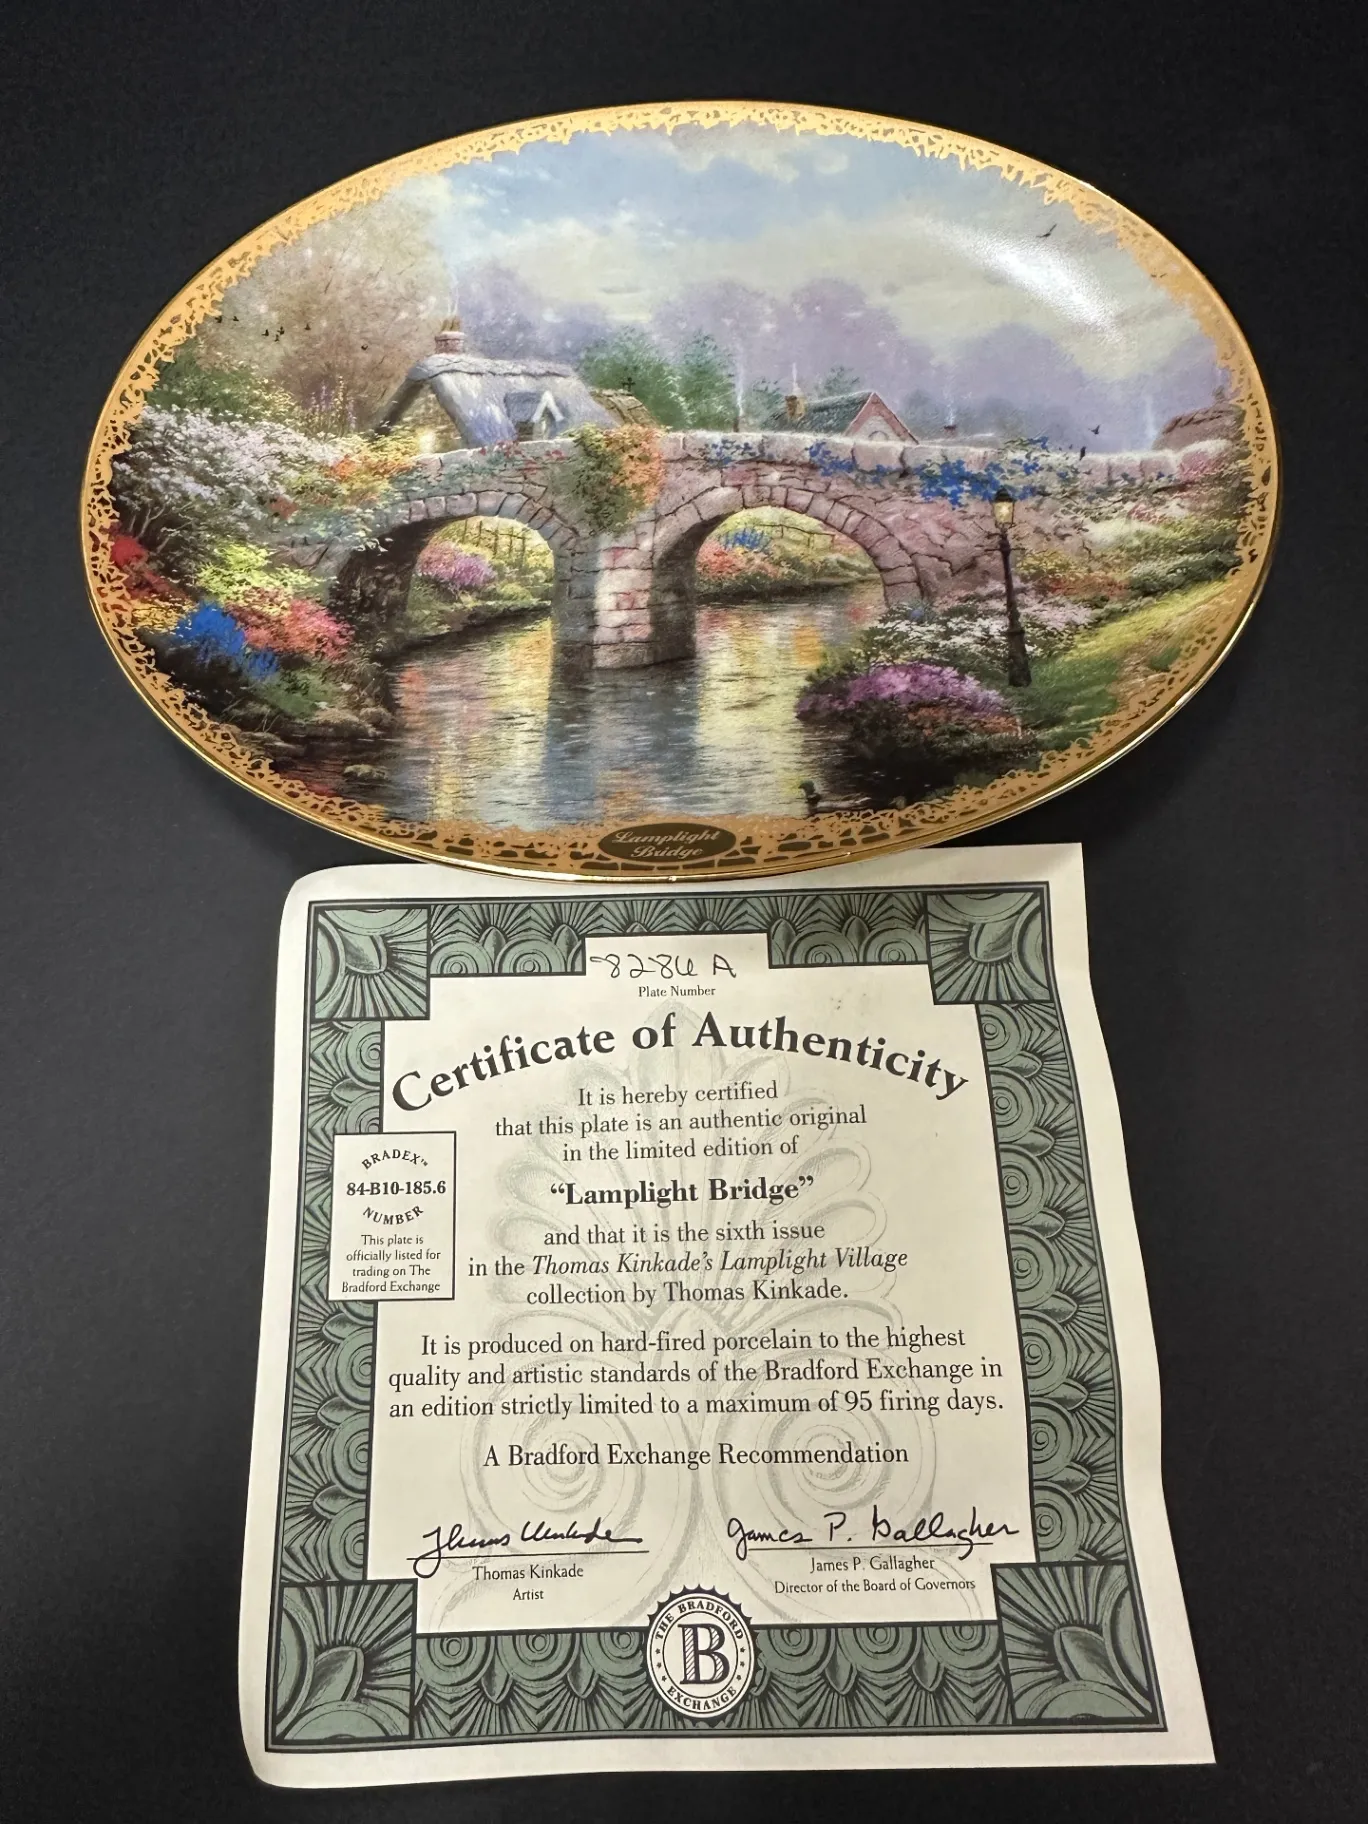 Lamplight
Bridge
8286 A
Plate Number
Certificate of Authenticity
It is hereby certified
that this plate is an authentic original
in the limited edition of
“Lamplight Bridge”
and that it is the sixth issue
in the Thomas Kinkade’s Lamplight Village
collection by Thomas Kinkade.
BRADEX™
84-B10-185.6
NUMBER
This plate is
officially listed for
trading on The
Bradford Exchange
It is produced on hard-fired porcelain to the highest
quality and artistic standards of the Bradford Exchange in
an edition strictly limited to a maximum of 95 firing days.
A Bradford Exchange Recommendation
Thomas Kinkade
James P. Gallagher
Thomas Kinkade
Artist
James P. Gallagher
Director of the Board of Governors
THE BRADFORD
B
EXCHANGE